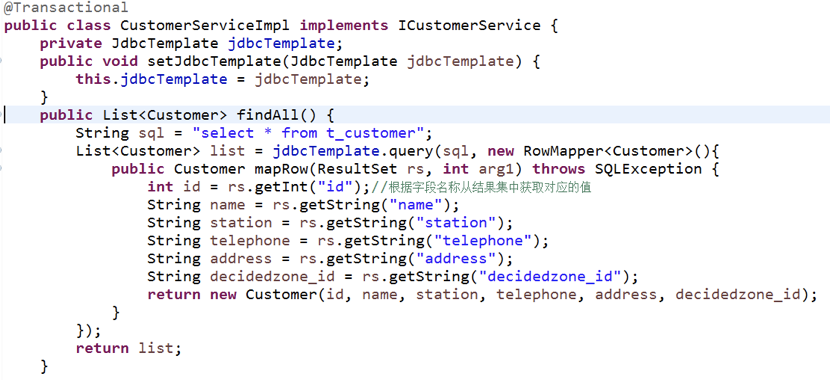 @Transactional
public class CustomerServiceImpl implements ICustomerService {
    private JdbcTemplate jdbcTemplate;
    public void setJdbcTemplate(JdbcTemplate jdbcTemplate) {
        this.jdbcTemplate = jdbcTemplate;
    }
    public List<Customer> findAll() {
        String sql = "select * from t_customer";
        List<Customer> list = jdbcTemplate.query(sql, new RowMapper<Customer>(){
            public Customer mapRow(ResultSet rs, int arg1) throws SQLException {
                int id = rs.getInt("id");//根据字段名称从结果集中获取对应的值
                String name = rs.getString("name");
                String station = rs.getString("station");
                String telephone = rs.getString("telephone");
                String address = rs.getString("address");
                String decidedzone_id = rs.getString("decidedzone_id");
                return new Customer(id, name, station, telephone, address, decidedzone_id);
            }
        });
        return list;
    }